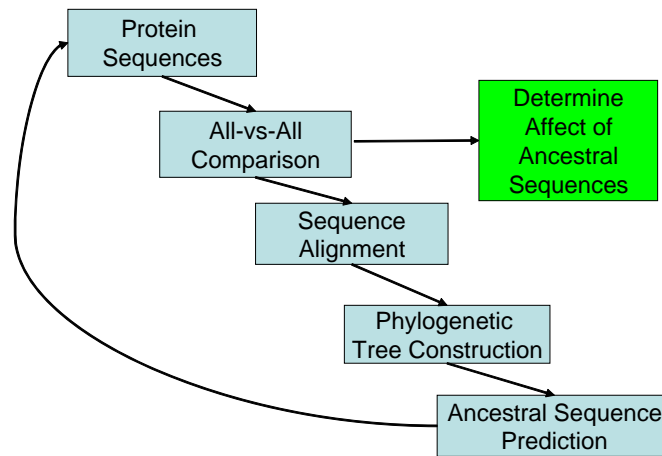 Protein
Sequences
All-vs-All
Comparison
Determine
Affect of
Ancestral
Sequences
Sequence
Alignment
Phylogenetic
Tree Construction
Ancestral Sequence
Prediction